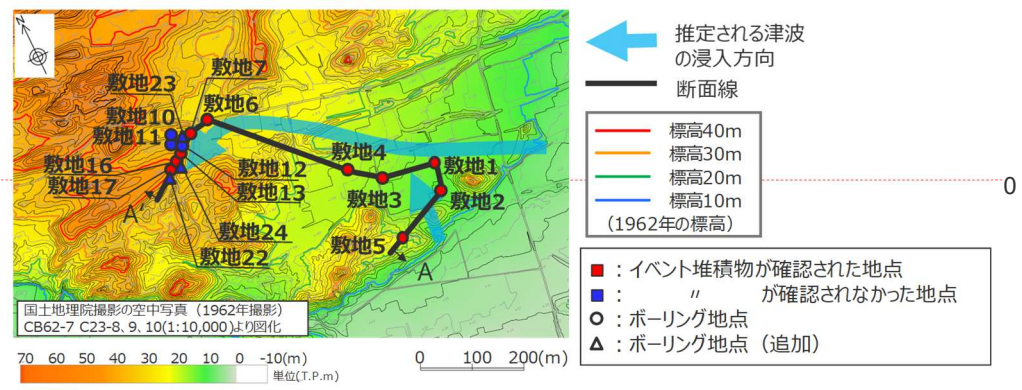 N
敷地7
敷地23
敷地6
敷地10
敷地11
敷地4
敷地1
敷地16
敷地12
敷地17
敷地3
敷地2
敷地13
A'
敷地24
敷地5
敷地22
A
国土地理院撮影の空中写真（1962年撮影）
CB62-7 C23-8、9、10(1:10,000)より図化
70 60 50 40 30 20 10 0 -10(m)
単位(T.P.m)
0 100 200(m)
推定される津波
の浸入方向
断面線
標高40m
標高30m
標高20m
標高10m
（1962年の標高）
0
：イベント堆積物が確認された地点
： 〃 が確認されなかった地点
：ボーリング地点
：ボーリング地点（追加）